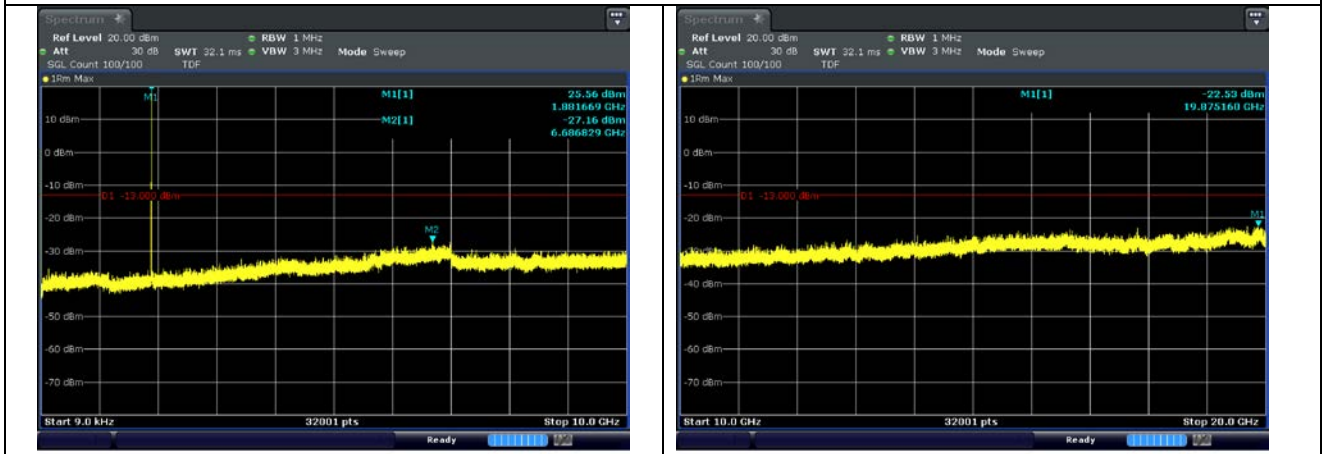 Spectrum
Ref Level 20.00 dBm RBW 1 MHz
Att 30 dB SWT 32.1 ms VBW 3 MHz Mode Sweep
SGL Count 100/100 TDF
1Rm Max
M1[1] 25.56 dBm
1.881669 GHz
M2[1] -27.16 dBm
6.686829 GHz
M1
10 dBm
0 dBm
-10 dBm
D1 -13.000 dBm
-20 dBm
M2
-30 dBm
-40 dBm
-50 dBm
-60 dBm
-70 dBm
Start 9.0 kHz 32001 pts Stop 10.0 GHz
Ready
Spectrum
Ref Level 20.00 dBm RBW 1 MHz
Att 30 dB SWT 32.1 ms VBW 3 MHz Mode Sweep
SGL Count 100/100 TDF
1Rm Max
M1[1] -22.53 dBm
19.875160 GHz
10 dBm
0 dBm
-10 dBm
D1 -13.000 dBm
-20 dBm
M1
-40 dBm
-50 dBm
-60 dBm
-70 dBm
Start 10.0 GHz 32001 pts Stop 20.0 GHz
Ready